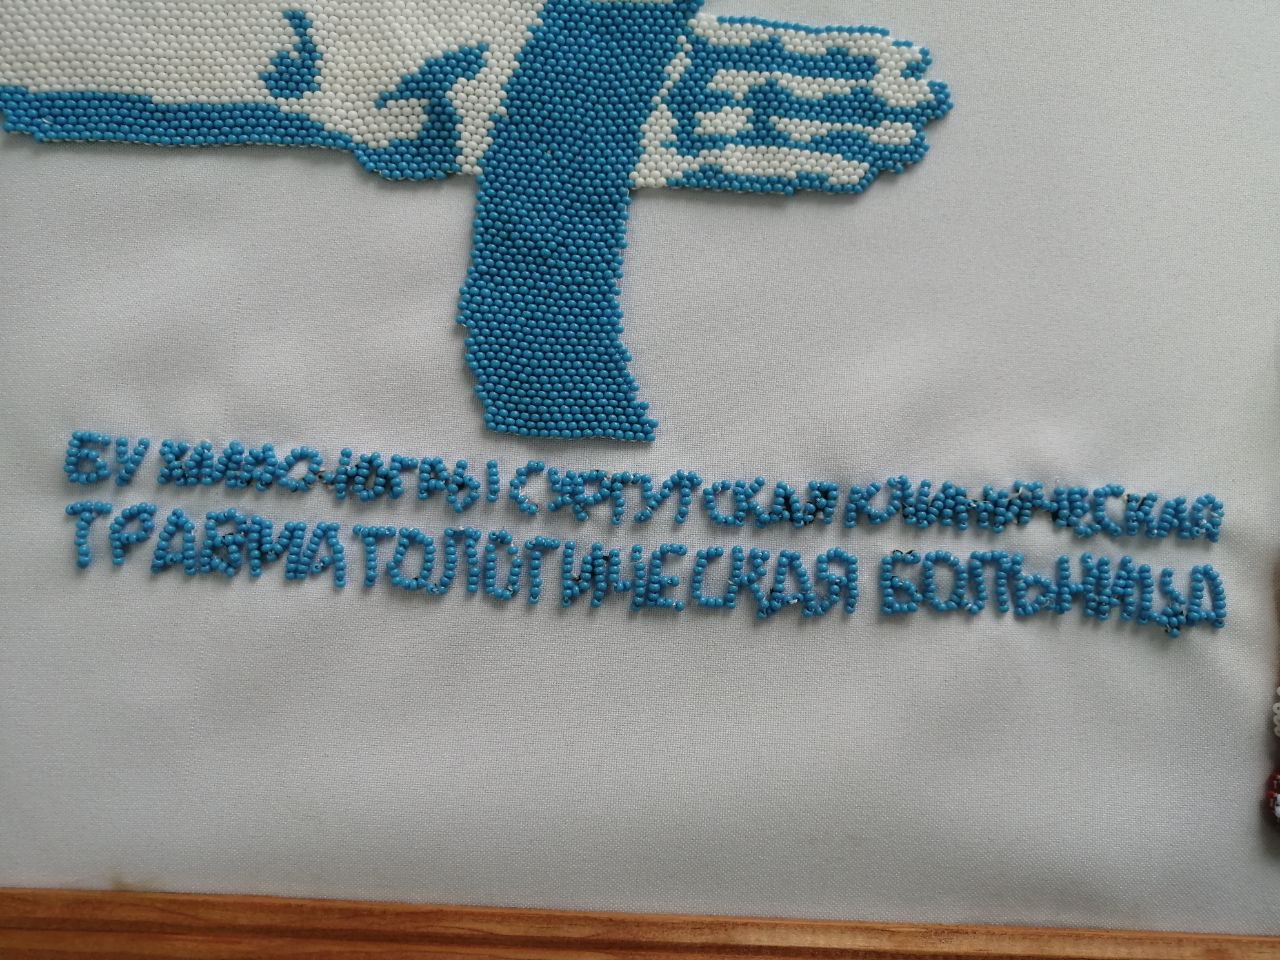 БУ ХМАО-ЮГРЫ СУРГУТСКАЯ КЛИНИЧЕСКАЯ
ТРАВМАТОЛОГИЧЕСКАЯ БОЛЬНИЦА